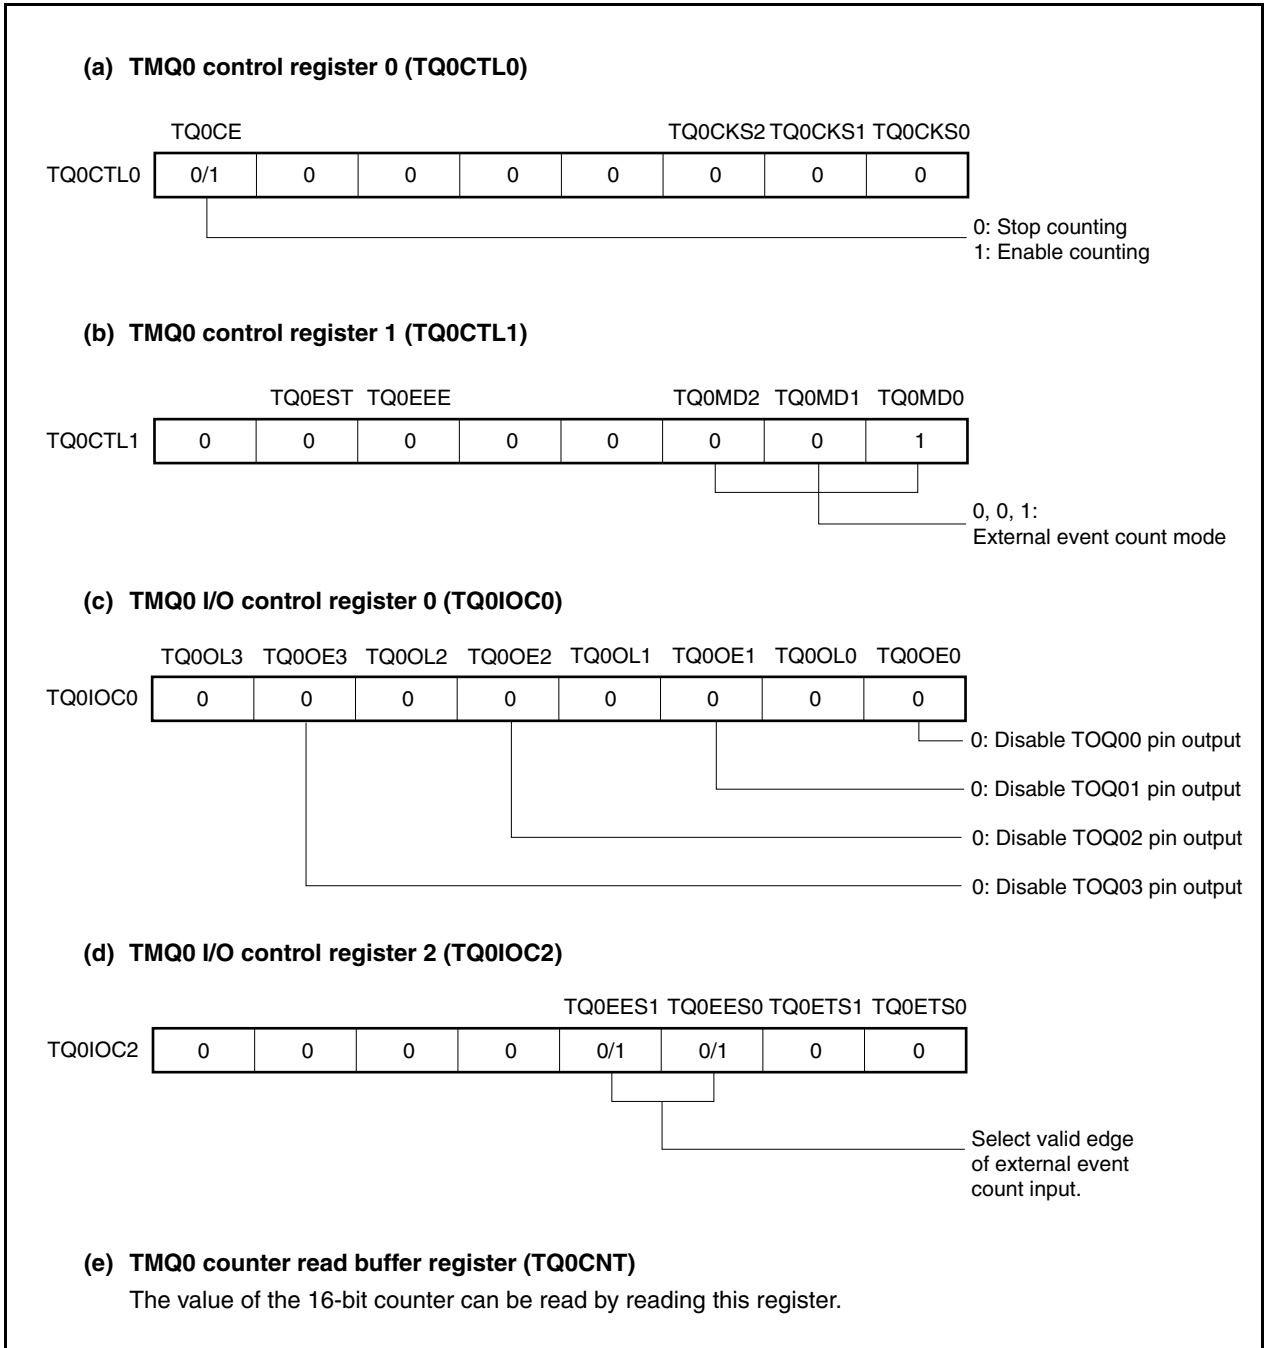 (a) TMQ0 control register 0 (TQ0CTL0)
TQ0CE TQ0CKS2 TQ0CKS1 TQ0CKS0
TQ0CTL0 0/1 0 0 0 0 0 0 0
0: Stop counting
1: Enable counting
(b) TMQ0 control register 1 (TQ0CTL1)
TQ0EST TQ0EEE TQ0MD2 TQ0MD1 TQ0MD0
TQ0CTL1 0 0 0 0 0 0 0 1
0, 0, 1:
External event count mode
(c) TMQ0 I/O control register 0 (TQ0IOC0)
TQ0OL3 TQ0OE3 TQ0OL2 TQ0OE2 TQ0OL1 TQ0OE1 TQ0OL0 TQ0OE0
TQ0IOC0 0 0 0 0 0 0 0 0
0: Disable TOQ00 pin output
0: Disable TOQ01 pin output
0: Disable TOQ02 pin output
0: Disable TOQ03 pin output
(d) TMQ0 I/O control register 2 (TQ0IOC2)
TQ0EES1 TQ0EES0 TQ0ETS1 TQ0ETS0
TQ0IOC2 0 0 0 0 0/1 0/1 0 0
Select valid edge
of external event
count input.
(e) TMQ0 counter read buffer register (TQ0CNT)
The value of the 16-bit counter can be read by reading this register.